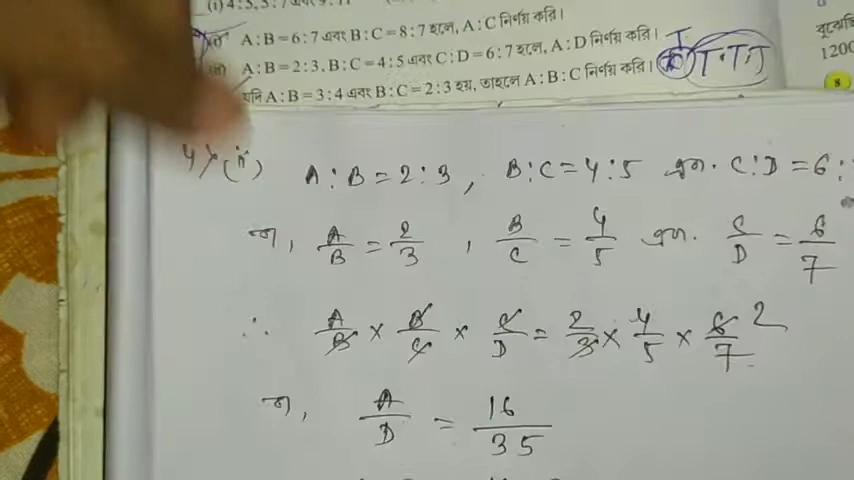 (i) 4:5, 5:7 এবং 9:11
A:B=6:7 এবং B:C=8:7 হলে, A:C নির্ণয় করি।
A:B=2:3, B:C=4:5 এবং C:D=6:7 হলে, A:D নির্ণয় করি।
যদি A:B=3:4 এবং B:C=2:3 হয়, তাহলে A:B:C নির্ণয় করি।
1200
8
4) (ii) A:B=2:3, B:C=4:5 এবং C:D=6:
বা, A/B = 2/3, B/C = 4/5 এবং C/D = 6/7
∴ A/B × B/C × C/D = 2/3 × 4/5 × 6/7 2
বা, A/D = 16/35